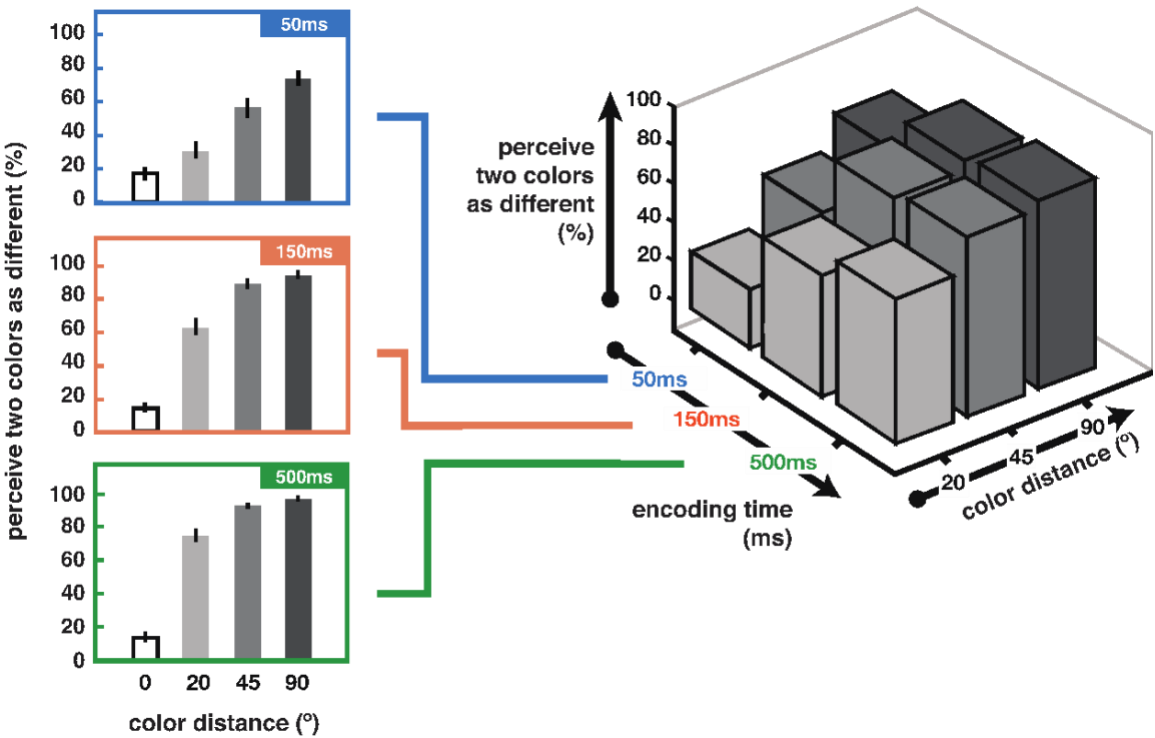 perceive two colors as different (%)
50ms
100
80
60
40
20
0
150ms
100
80
60
40
20
0
500ms
100
80
60
40
20
0
0 20 45 90
color distance (°)
perceive
two colors
as different
(%)
100
80
60
40
20
0
50ms
150ms
500ms
encoding time
(ms)
20 45 90
color distance (°)